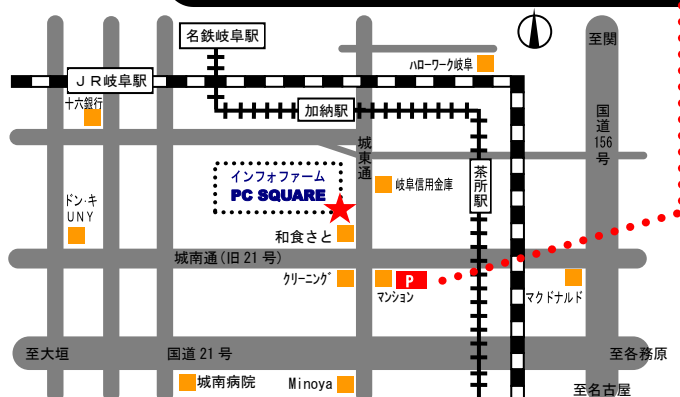 名鉄岐阜駅
至関
ハローワーク岐阜
ＪＲ岐阜駅
十六銀行
加納駅
国道156号
城東通
茶所駅
インフォファーム
PC SQUARE
岐阜信用金庫
ドン･キ
UNY
和食さと
城南通(旧21号)
クリーニング
P
マンション
マクドナルド
至大垣
国道21号
至各務原
城南病院
Minoya
至名古屋